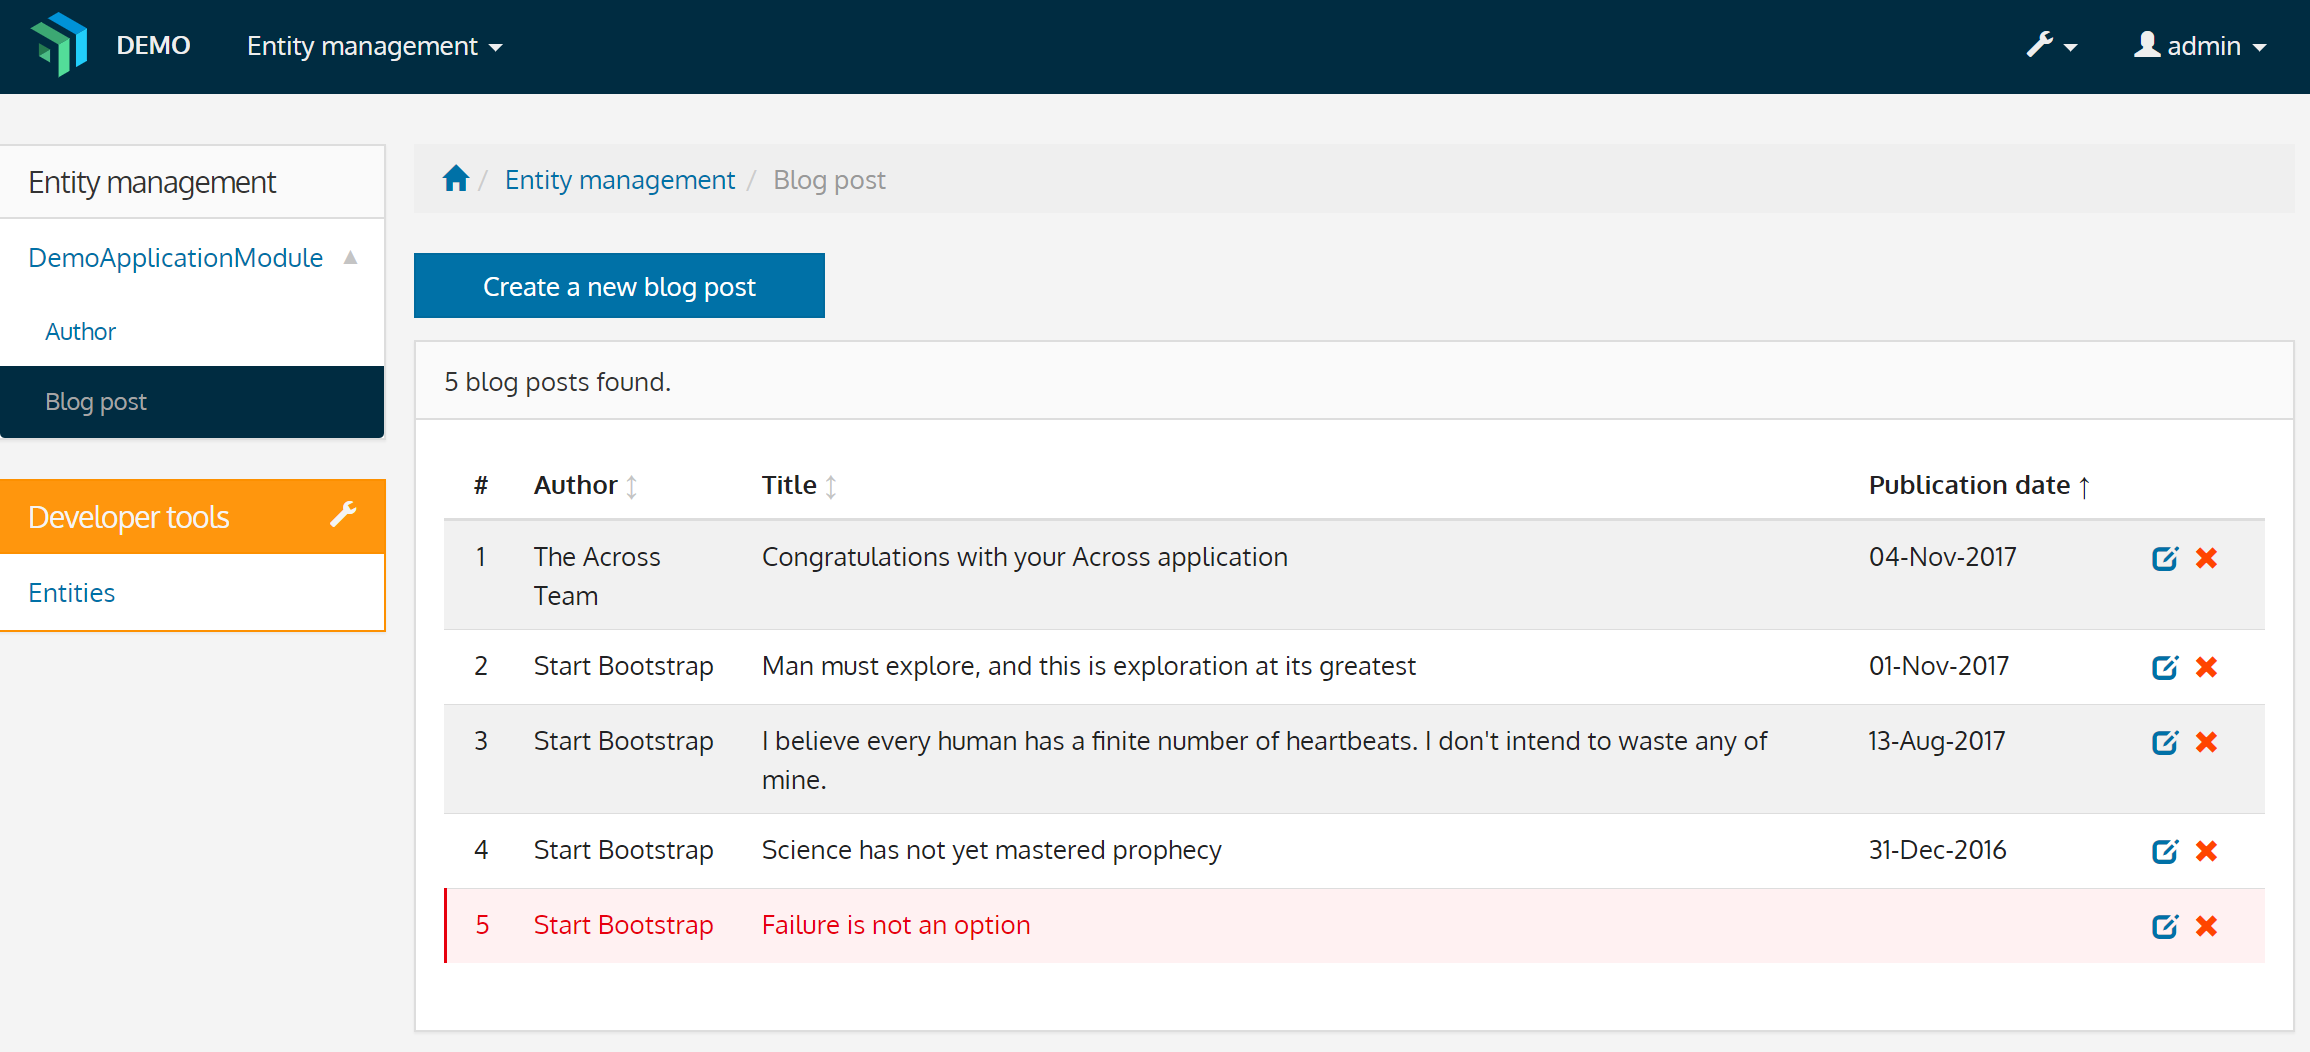 DEMO Entity management admin
Entity management
DemoApplicationModule
Author
Blog post
Developer tools
Entities
/ Entity management / Blog post
Create a new blog post
5 blog posts found.
# Author Title Publication date
1 The Across Team Congratulations with your Across application 04-Nov-2017
2 Start Bootstrap Man must explore, and this is exploration at its greatest 01-Nov-2017
3 Start Bootstrap I believe every human has a finite number of heartbeats. I don't intend to waste any of mine. 13-Aug-2017
4 Start Bootstrap Science has not yet mastered prophecy 31-Dec-2016
5 Start Bootstrap Failure is not an option